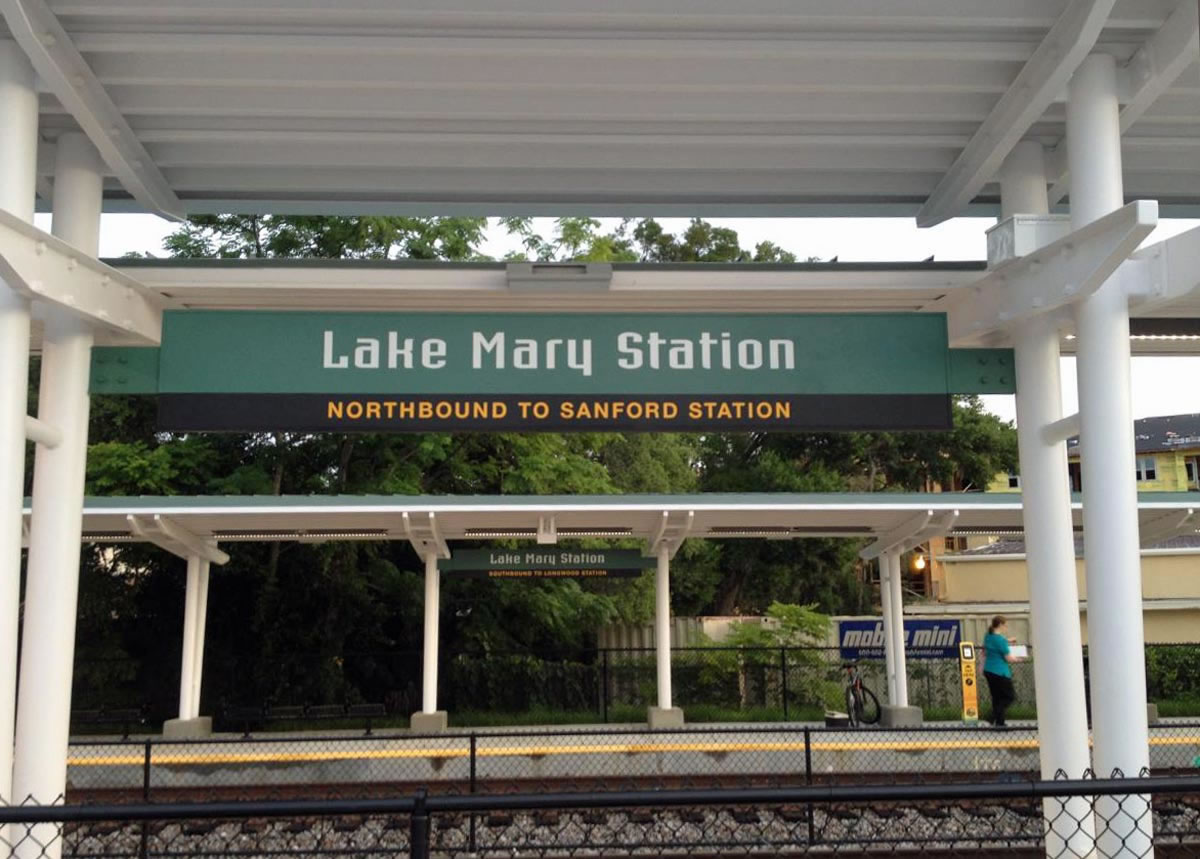 Lake Mary Station
NORTHBOUND TO SANFORD STATION
Lake Mary Station
SOUTHBOUND TO LONGWOOD STATION
mobile mini